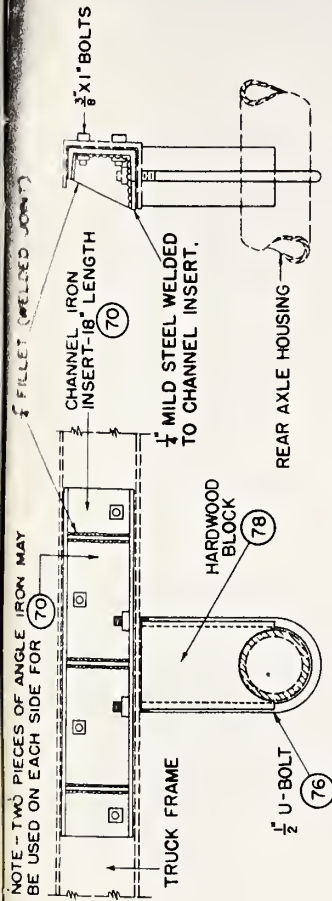 NOTE-TWO PIECES OF ANGLE IRON MAY
BE USED ON EACH SIDE FOR 70
FILLET (WELDED JOINT)
3/8 X 1" BOLTS
CHANNEL IRON
INSERT-18" LENGTH
70
1/4" MILD STEEL WELDED
TO CHANNEL INSERT.
TRUCK FRAME
HARDWOOD
BLOCK
78
1/2" U-BOLT
76
REAR AXLE HOUSING